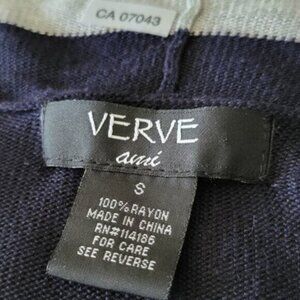 CA 07043
VERVE
ami
S
100% RAYON
MADE IN CHINA
RN#114186
FOR CARE
SEE REVERSE